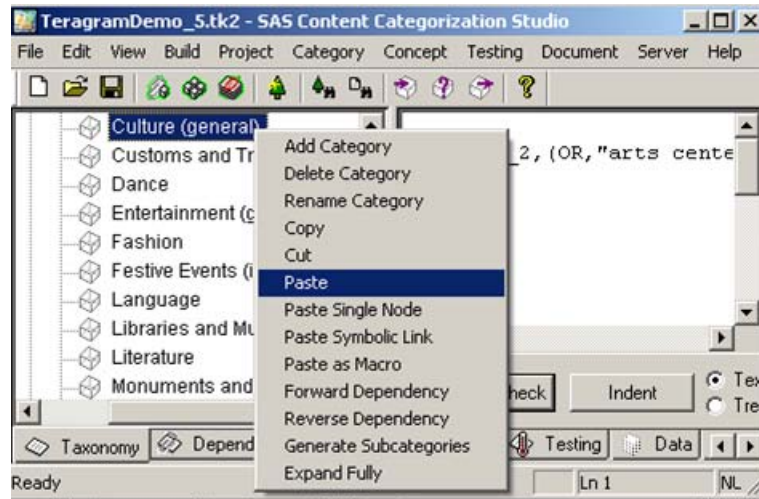 TeragramDemo_5.tk2 - SAS Content Categorization Studio
File Edit View Build Project Category Concept Testing Document Server Help
Culture (general)
Customs and Tr
Dance
Entertainment (g
Fashion
Festive Events (i
Language
Libraries and Mu
Literature
Monuments and
Add Category
Delete Category
Rename Category
Copy
Cut
Paste
Paste Single Node
Paste Symbolic Link
Paste as Macro
Forward Dependency
Reverse Dependency
Generate Subcategories
Expand Fully
_2,(OR,"arts cente
heck Indent Tex
Tre
Taxonomy Depend Testing Data
Ready Ln 1 NL